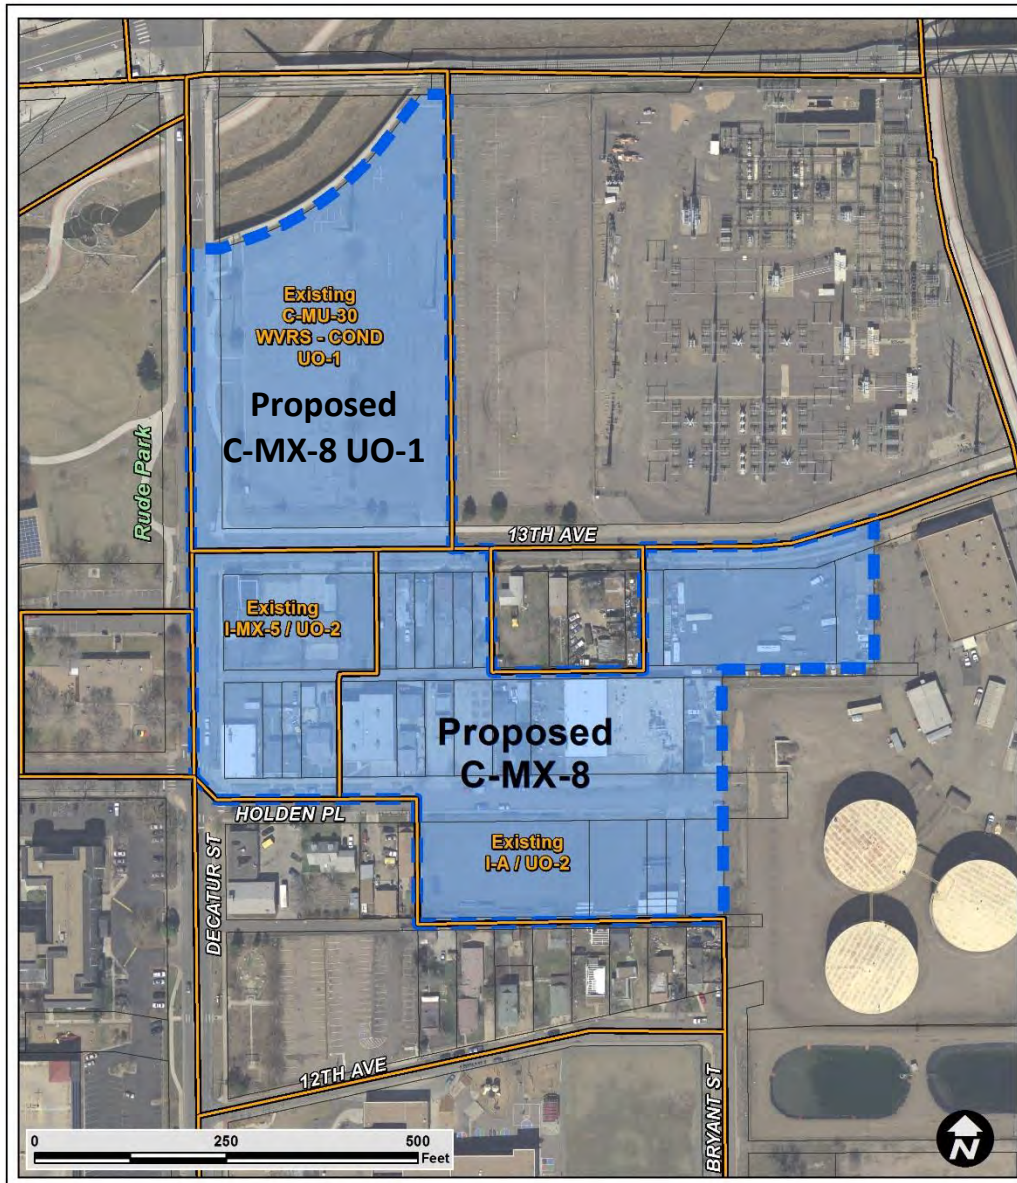 Existing
C-MU-30
WVRS - COND
UO-1
Proposed
C-MX-8 UO-1
Rude Park
13TH AVE
Existing
I-MX-5 / UO-2
Proposed
C-MX-8
HOLDEN PL
Existing
I-A / UO-2
DECATUR ST
12TH AVE
BRYANT ST
0 250 500
Feet
N